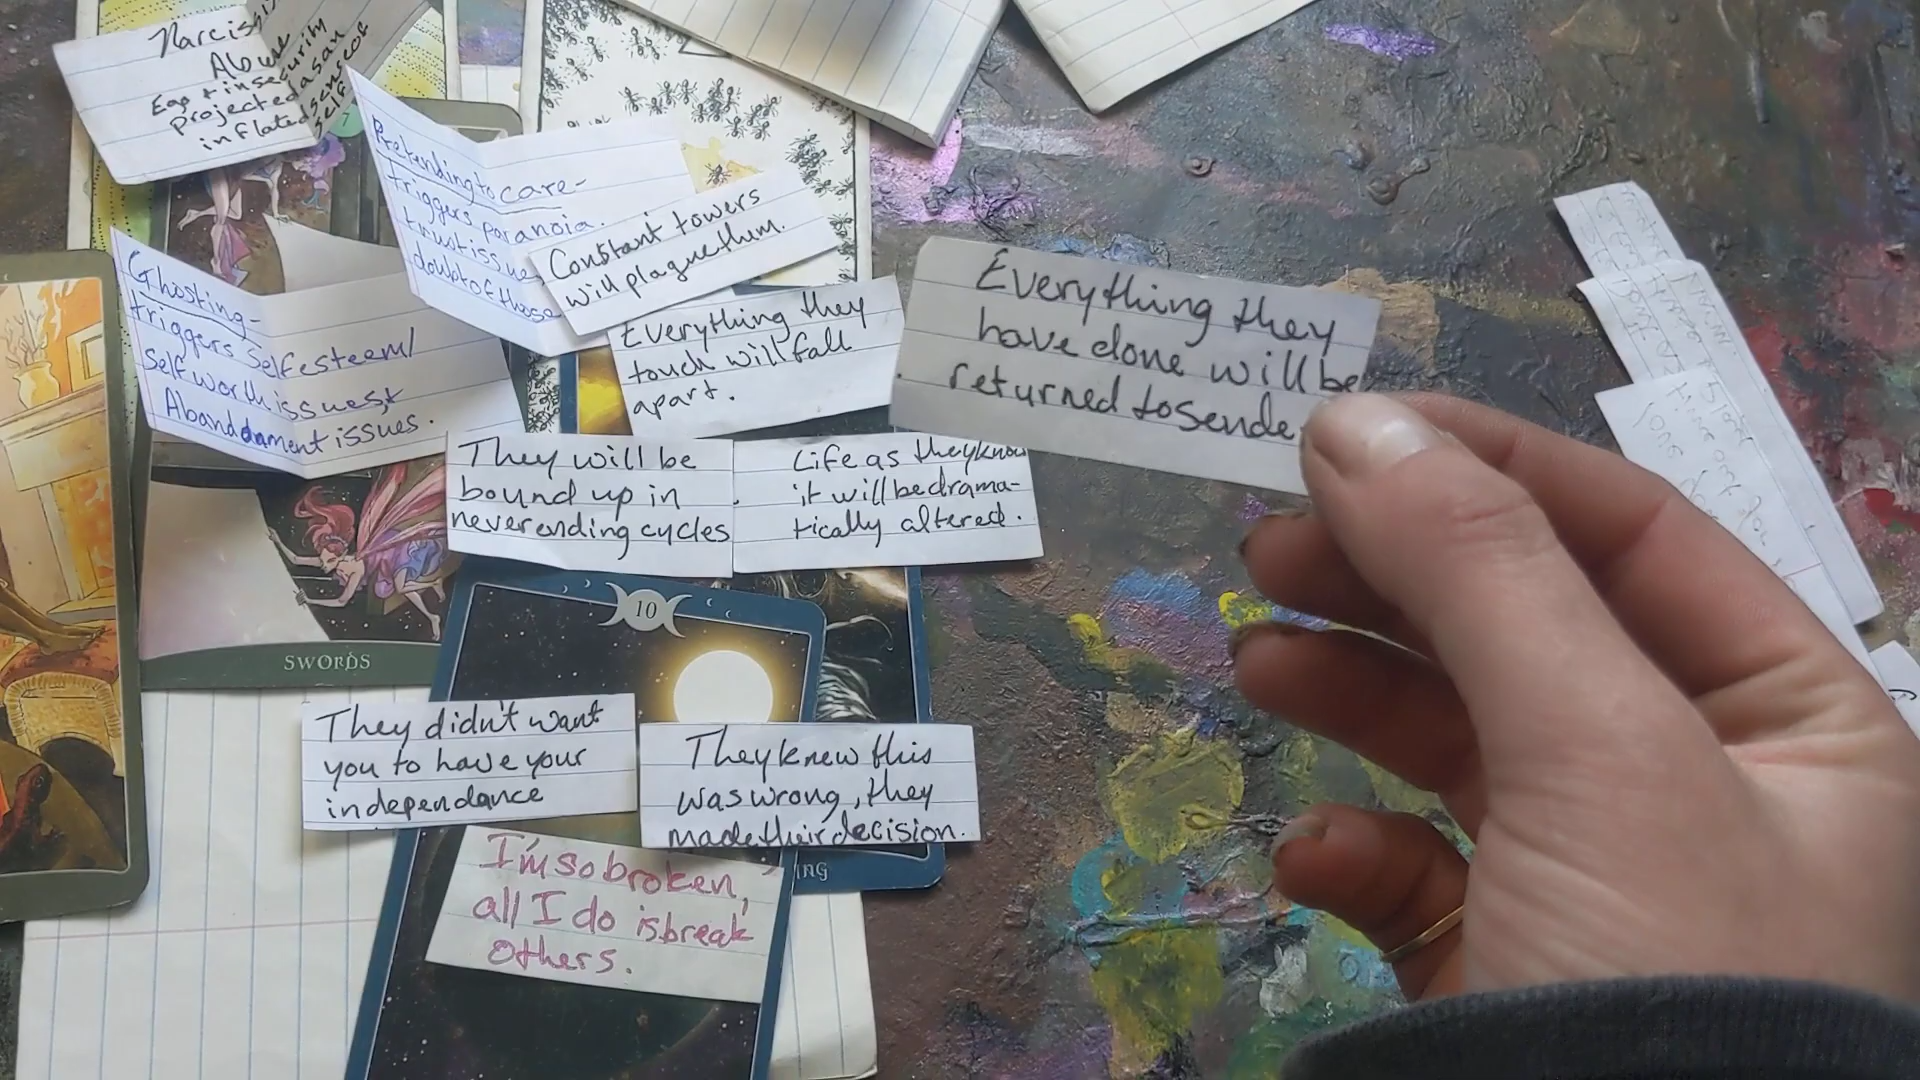 About
Ego + insecurity
projected as an
inflated sense of
self
Pretending to care-
triggers paranoia.
trust issues,
doubt of those
Constant towers
will plague them.
Ghosting-
triggers Self esteem/
Self worth issues, +
Abandament issues.
Everything they
touch will fall
apart.
Everything they
have done will be
returned to sende
They will be
bound up in
neverending cycles
Life as they know
it will be drama-
tically altered.
10
SWORDS
They didn't want
you to have your
independance
They knew this
was wrong, they
made their decision.
ING
I'm so broken,
all I do is break
others.